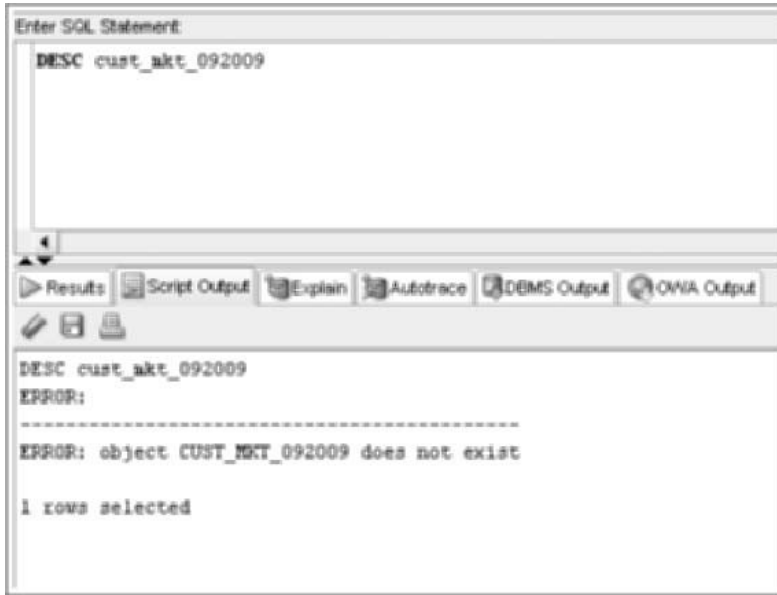 Enter SQL Statement:
DESC cust_mkt_092009
Results Script Output Explain Autotrace DBMS Output OWA Output
DESC cust_mkt_092009
ERROR:
--------------------------------------------
ERROR: object CUST_MKT_092009 does not exist
1 rows selected